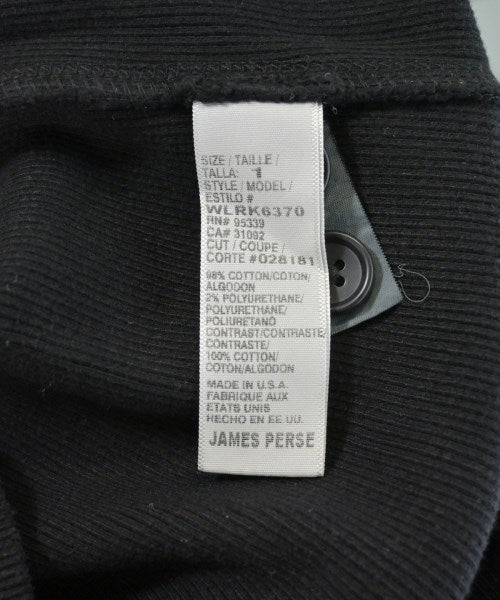 SIZE / TAILLE /
TALLA: 1
STYLE / MODEL /
ESTILO #
WLRK6370
RN# 95339
CA# 31092
CUT / COUPE /
CORTE #028181
98% COTTON/COTON/
ALGODON
2% POLYURETHANE/
POLYURETHANE/
POLIURETANO
CONTRAST/CONTRASTE/
CONTRASTE/
100% COTTON/
COTON/ALGODON
MADE IN U.S.A.
FABRIQUE AUX
ETATS UNIS
HECHO EN EE UU.
JAMES PERSE